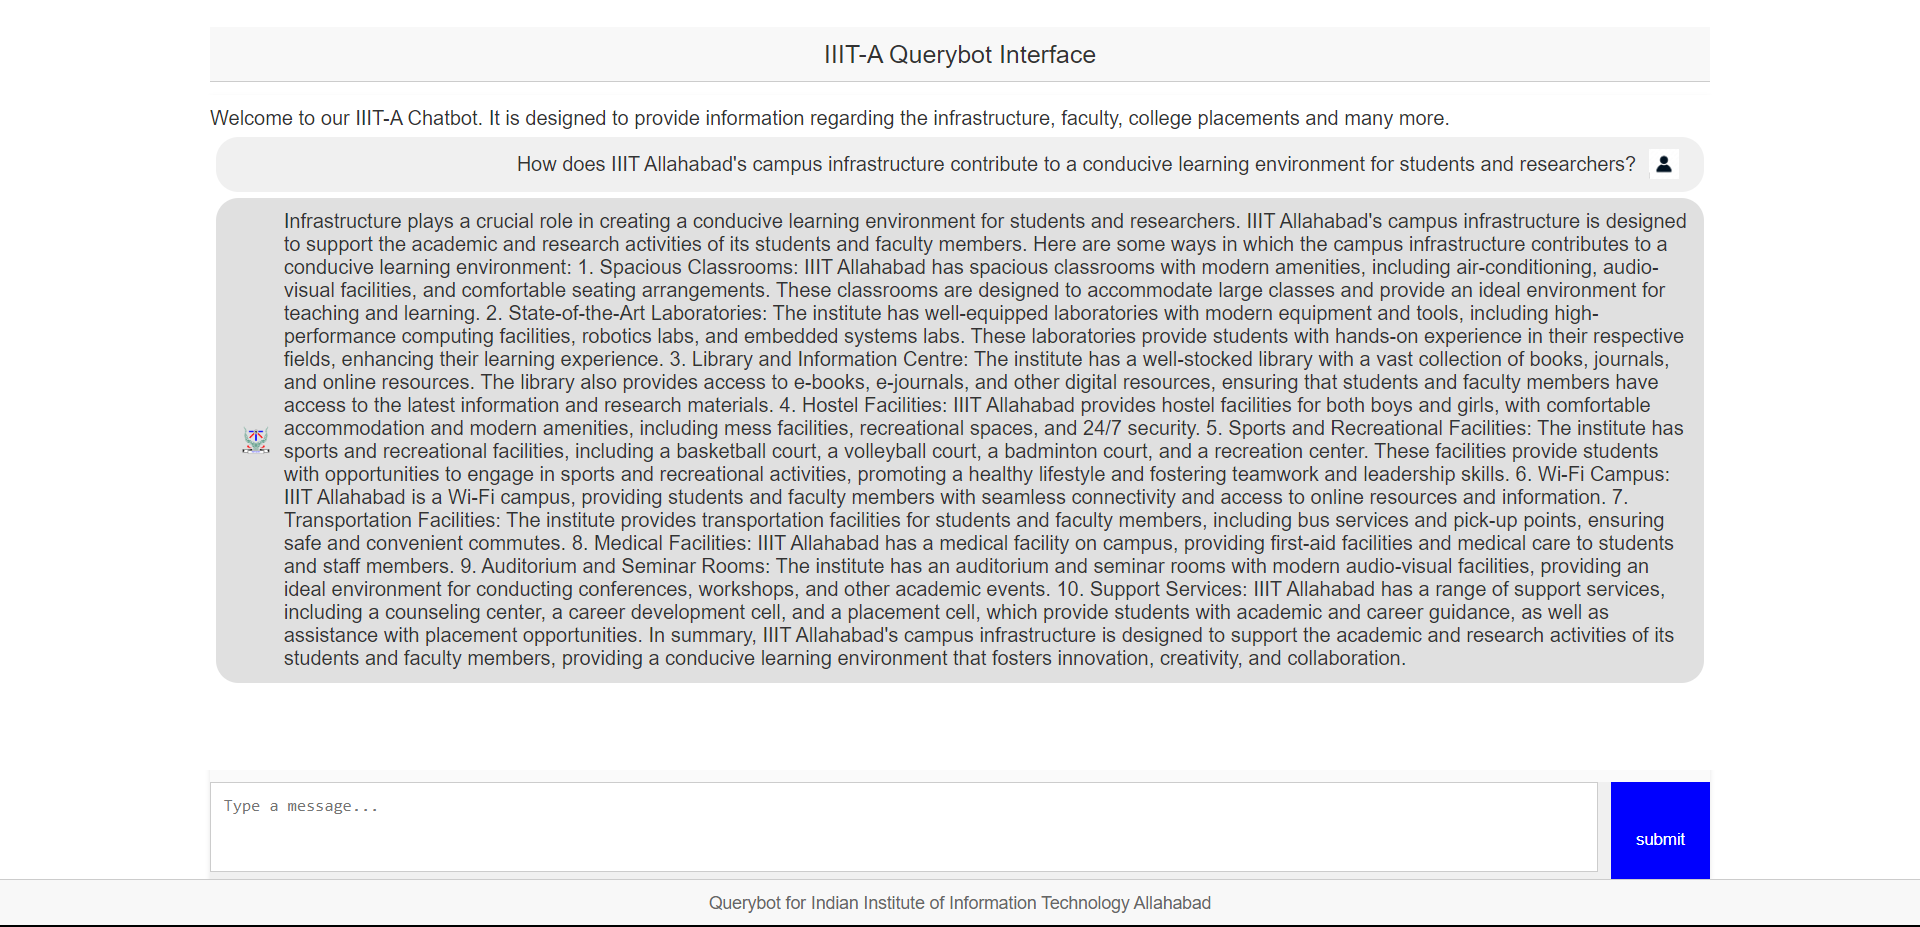 IIIT-A Querybot Interface
Welcome to our IIIT-A Chatbot. It is designed to provide information regarding the infrastructure, faculty, college placements and many more.
How does IIIT Allahabad's campus infrastructure contribute to a conducive learning environment for students and researchers?
Infrastructure plays a crucial role in creating a conducive learning environment for students and researchers. IIIT Allahabad's campus infrastructure is designed
to support the academic and research activities of its students and faculty members. Here are some ways in which the campus infrastructure contributes to a
conducive learning environment: 1. Spacious Classrooms: IIIT Allahabad has spacious classrooms with modern amenities, including air-conditioning, audio-
visual facilities, and comfortable seating arrangements. These classrooms are designed to accommodate large classes and provide an ideal environment for
teaching and learning. 2. State-of-the-Art Laboratories: The institute has well-equipped laboratories with modern equipment and tools, including high-
performance computing facilities, robotics labs, and embedded systems labs. These laboratories provide students with hands-on experience in their respective
fields, enhancing their learning experience. 3. Library and Information Centre: The institute has a well-stocked library with a vast collection of books, journals,
and online resources. The library also provides access to e-books, e-journals, and other digital resources, ensuring that students and faculty members have
access to the latest information and research materials. 4. Hostel Facilities: IIIT Allahabad provides hostel facilities for both boys and girls, with comfortable
accommodation and modern amenities, including mess facilities, recreational spaces, and 24/7 security. 5. Sports and Recreational Facilities: The institute has
sports and recreational facilities, including a basketball court, a volleyball court, a badminton court, and a recreation center. These facilities provide students
with opportunities to engage in sports and recreational activities, promoting a healthy lifestyle and fostering teamwork and leadership skills. 6. Wi-Fi Campus:
IIIT Allahabad is a Wi-Fi campus, providing students and faculty members with seamless connectivity and access to online resources and information. 7.
Transportation Facilities: The institute provides transportation facilities for students and faculty members, including bus services and pick-up points, ensuring
safe and convenient commutes. 8. Medical Facilities: IIIT Allahabad has a medical facility on campus, providing first-aid facilities and medical care to students
and staff members. 9. Auditorium and Seminar Rooms: The institute has an auditorium and seminar rooms with modern audio-visual facilities, providing an
ideal environment for conducting conferences, workshops, and other academic events. 10. Support Services: IIIT Allahabad has a range of support services,
including a counseling center, a career development cell, and a placement cell, which provide students with academic and career guidance, as well as
assistance with placement opportunities. In summary, IIIT Allahabad's campus infrastructure is designed to support the academic and research activities of its
students and faculty members, providing a conducive learning environment that fosters innovation, creativity, and collaboration.
Type a message...
submit
Querybot for Indian Institute of Information Technology Allahabad